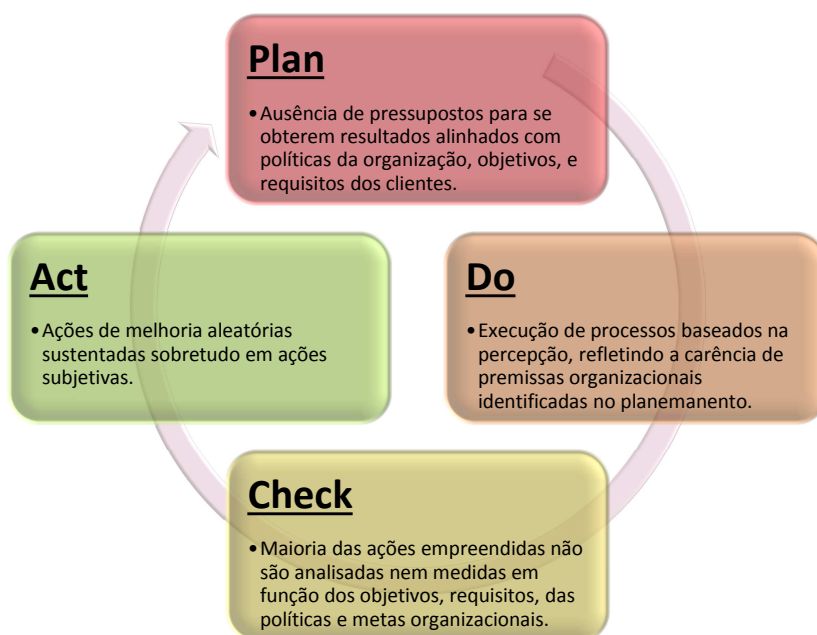 Plan
•Ausência de pressupostos para se
obterem resultados alinhados com
políticas da organização, objetivos, e
requisitos dos clientes.
Do
•Execução de processos baseados na
percepção, refletindo a carência de
premissas organizacionais
identificadas no planemanento.
Check
•Maioria das ações empreendidas não
são analisadas nem medidas em
função dos objetivos, requisitos, das
políticas e metas organizacionais.
Act
•Ações de melhoria aleatórias
sustentadas sobretudo em ações
subjetivas.